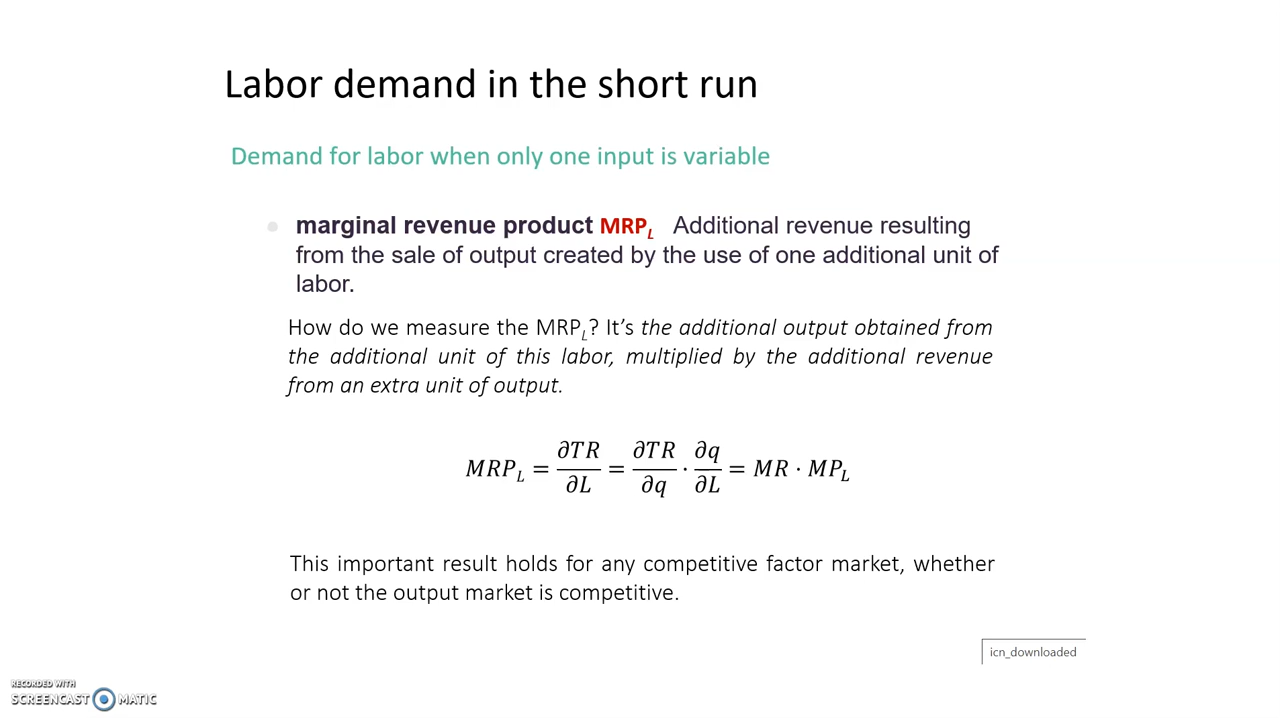 Labor demand in the short run
Demand for labor when only one input is variable
marginal revenue product MRP_L Additional revenue resulting
from the sale of output created by the use of one additional unit of
labor.
How do we measure the MRP_L? It’s the additional output obtained from
the additional unit of this labor, multiplied by the additional revenue
from an extra unit of output.
MRP_L = ∂TR/∂L = ∂TR/∂q · ∂q/∂L = MR · MP_L
This important result holds for any competitive factor market, whether
or not the output market is competitive.
icn_downloaded
RECORDED WITH
SCREENCAST MATIC